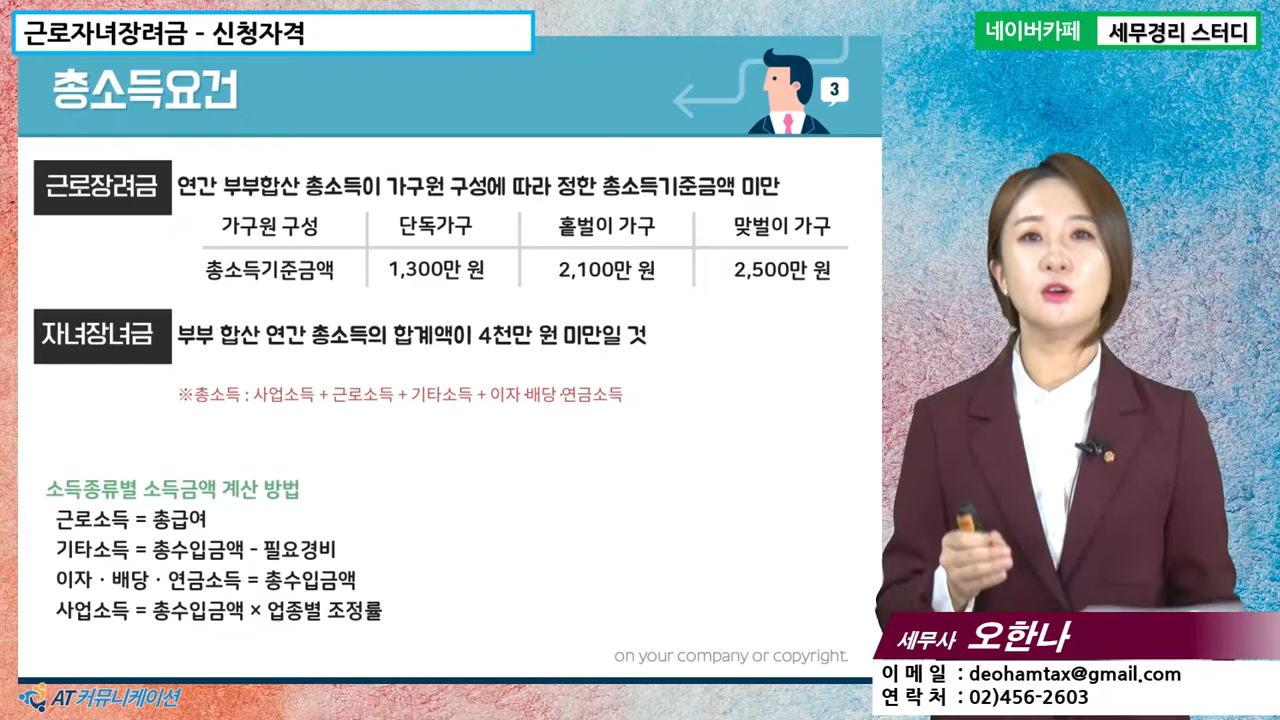 근로자녀장려금 - 신청자격
네이버카페 세무경리 스터디
총소득요건
3
근로장려금 연간 부부합산 총소득이 가구원 구성에 따라 정한 총소득기준금액 미만
가구원 구성 단독가구 홑벌이 가구 맞벌이 가구
총소득기준금액 1,300만 원 2,100만 원 2,500만 원
자녀장녀금 부부 합산 연간 총소득의 합계액이 4천만 원 미만일 것
※총소득 : 사업소득 + 근로소득 + 기타소득 + 이자·배당·연금소득
소득종류별 소득금액 계산 방법
근로소득 = 총급여
기타소득 = 총수입금액 - 필요경비
이자 · 배당 · 연금소득 = 총수입금액
사업소득 = 총수입금액 × 업종별 조정률
on your company or copyright.
세무사 오한나
이 메 일 : deohamtax@gmail.com
연 락 처 : 02)456-2603
AT커뮤니케이션